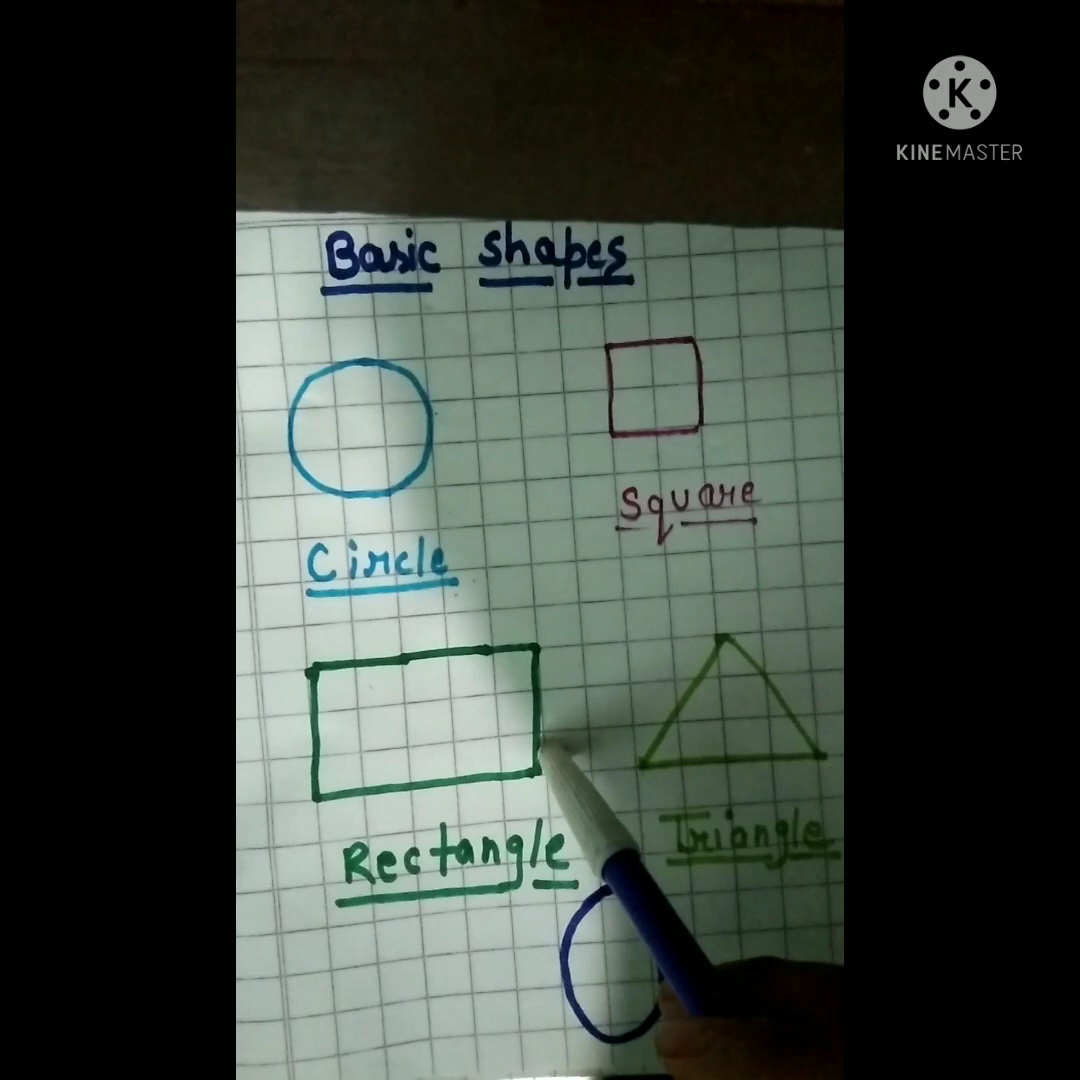 KINEMASTER
Basic shapes
Circle
Square
Rectangle
Triangle